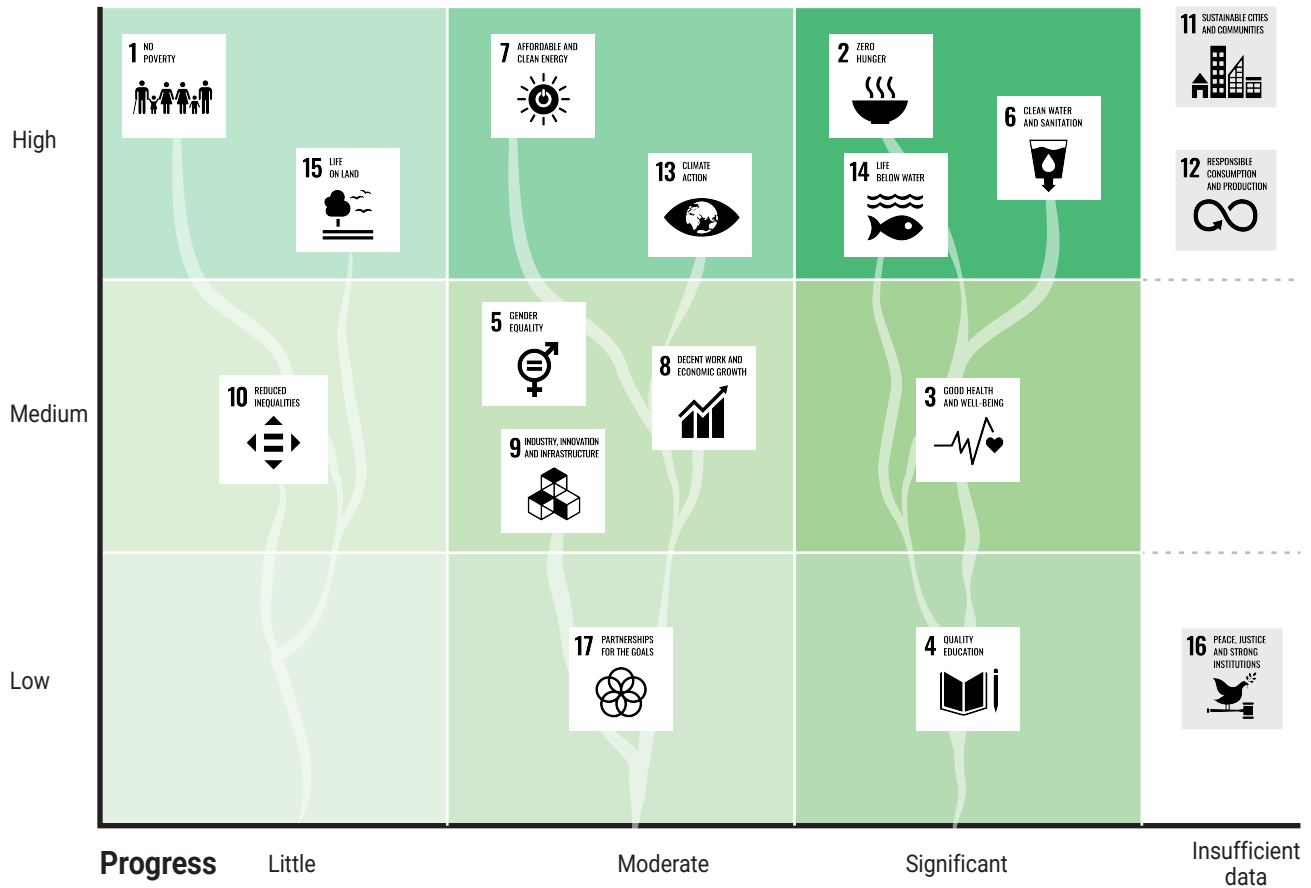 High
1 NO
POVERTY
15 LIFE
ON LAND
7 AFFORDABLE AND
CLEAN ENERGY
13 CLIMATE
ACTION
2 ZERO
HUNGER
6 CLEAN WATER
AND SANITATION
14 LIFE
BELOW WATER
11 SUSTAINABLE CITIES
AND COMMUNITIES
12 RESPONSIBLE
CONSUMPTION
AND PRODUCTION
Medium
10 REDUCED
INEQUALITIES
5 GENDER
EQUALITY
8 DECENT WORK AND
ECONOMIC GROWTH
9 INDUSTRY, INNOVATION
AND INFRASTRUCTURE
3 GOOD HEALTH
AND WELL-BEING
Low
17 PARTNERSHIPS
FOR THE GOALS
4 QUALITY
EDUCATION
16 PEACE, JUSTICE
AND STRONG
INSTITUTIONS
Progress
Little
Moderate
Significant
Insufficient
data